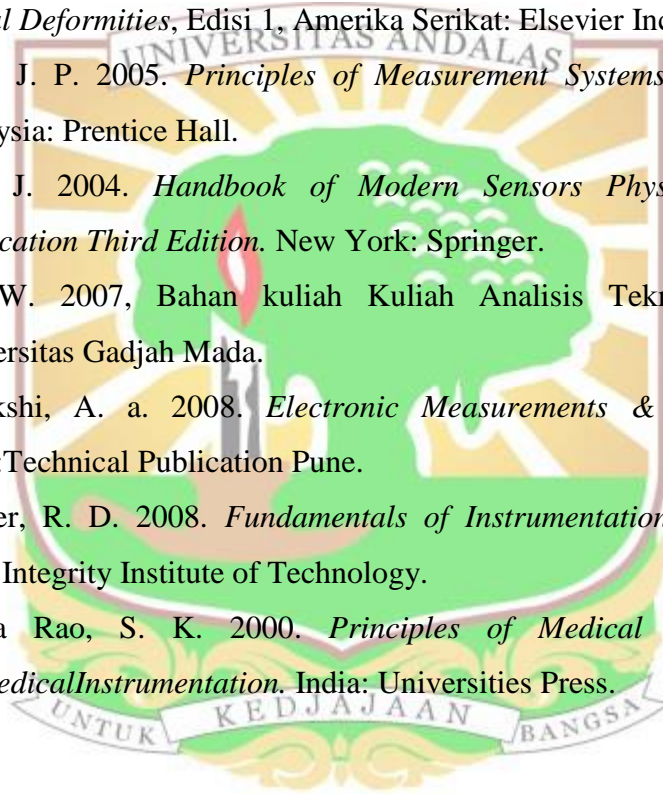 al Deformities, Edisi 1, Amerika Serikat: Elsevier Inc
UNIVERSITAS ANDALAS
J. P. 2005. Principles of Measurement Systems
ysia: Prentice Hall.
J. 2004. Handbook of Modern Sensors Phys
cation Third Edition. New York: Springer.
W. 2007, Bahan kuliah Kuliah Analisis Tekn
ersitas Gadjah Mada.
kshi, A. a. 2008. Electronic Measurements &
:Technical Publication Pune.
er, R. D. 2008. Fundamentals of Instrumentation
Integrity Institute of Technology.
a Rao, S. K. 2000. Principles of Medical
edicalInstrumentation. India: Universities Press.
UNTUK KEDJAJAAN BANGSA